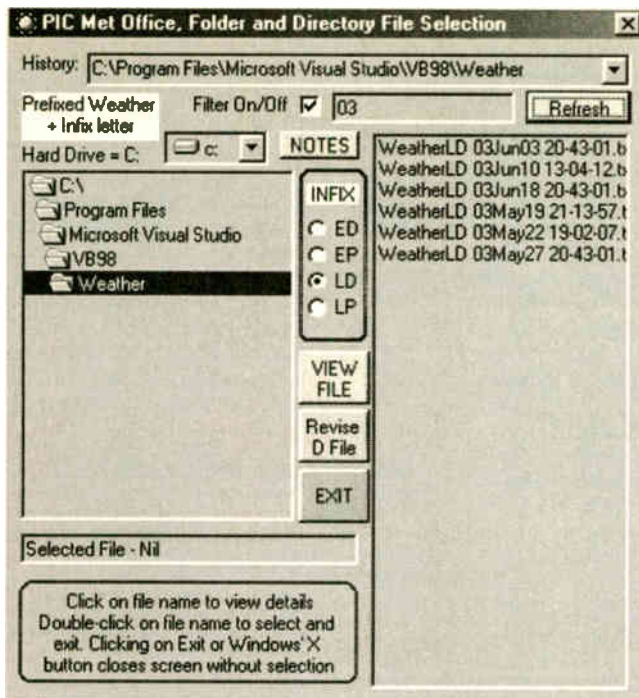 PIC Met Office, Folder and Directory File Selection
History: C:\Program Files\Microsoft Visual Studio\VB98\Weather
Prefixed Weather
+ Infix letter
Filter On/Off 03 Refresh
Hard Drive = C: c: NOTES
C:\
Program Files
Microsoft Visual Studio
VB98
Weather
INFIX
ED
EP
LD
LP
VIEW
FILE
Revise
D File
EXIT
WeatherLD 03Jun03 20-43-01.b
WeatherLD 03Jun10 13-04-12.b
WeatherLD 03Jun18 20-43-01.b
WeatherLD 03May19 21-13-57.t
WeatherLD 03May22 19-02-07.t
WeatherLD 03May27 20-43-01.t
Selected File - Nil
Click on file name to view details
Double-click on file name to select and
exit. Clicking on Exit or Windows' X
button closes screen without selection